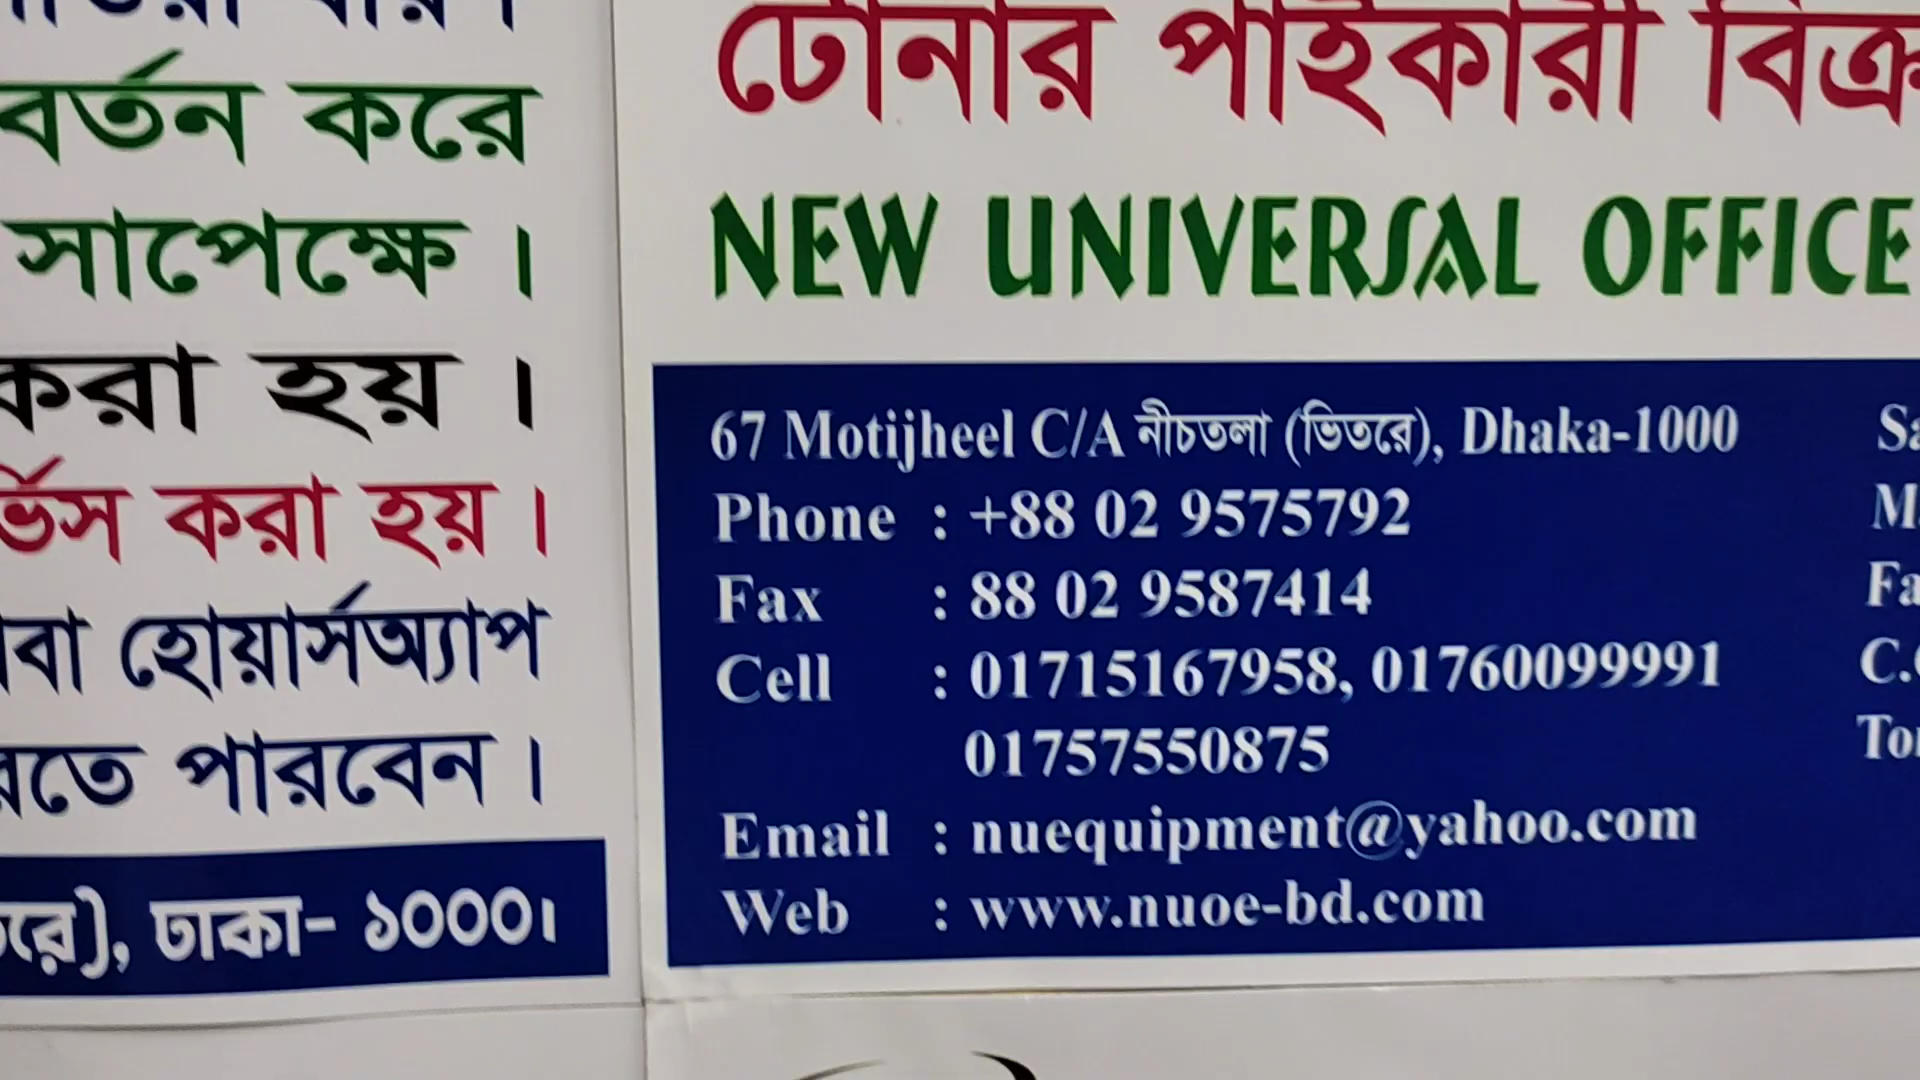 বর্তন করে
সাপেক্ষে ।
করা হয় ।
র্ভিস করা হয় ।
হোয়ার্সঅ্যাপ
পারবেন ।
ঢাকা- ১০০০।
টোনার পাইকারী
NEW UNIVERSAL OFFICE
67 Motijheel C/A নীচতলা (ভিতরে), Dhaka-1000
Phone : +88 02 9575792
Fax : 88 02 9587414
Cell : 01715167958, 01760099991
01757550875
Email : nuequipment@yahoo.com
Web : www.nuoe-bd.com